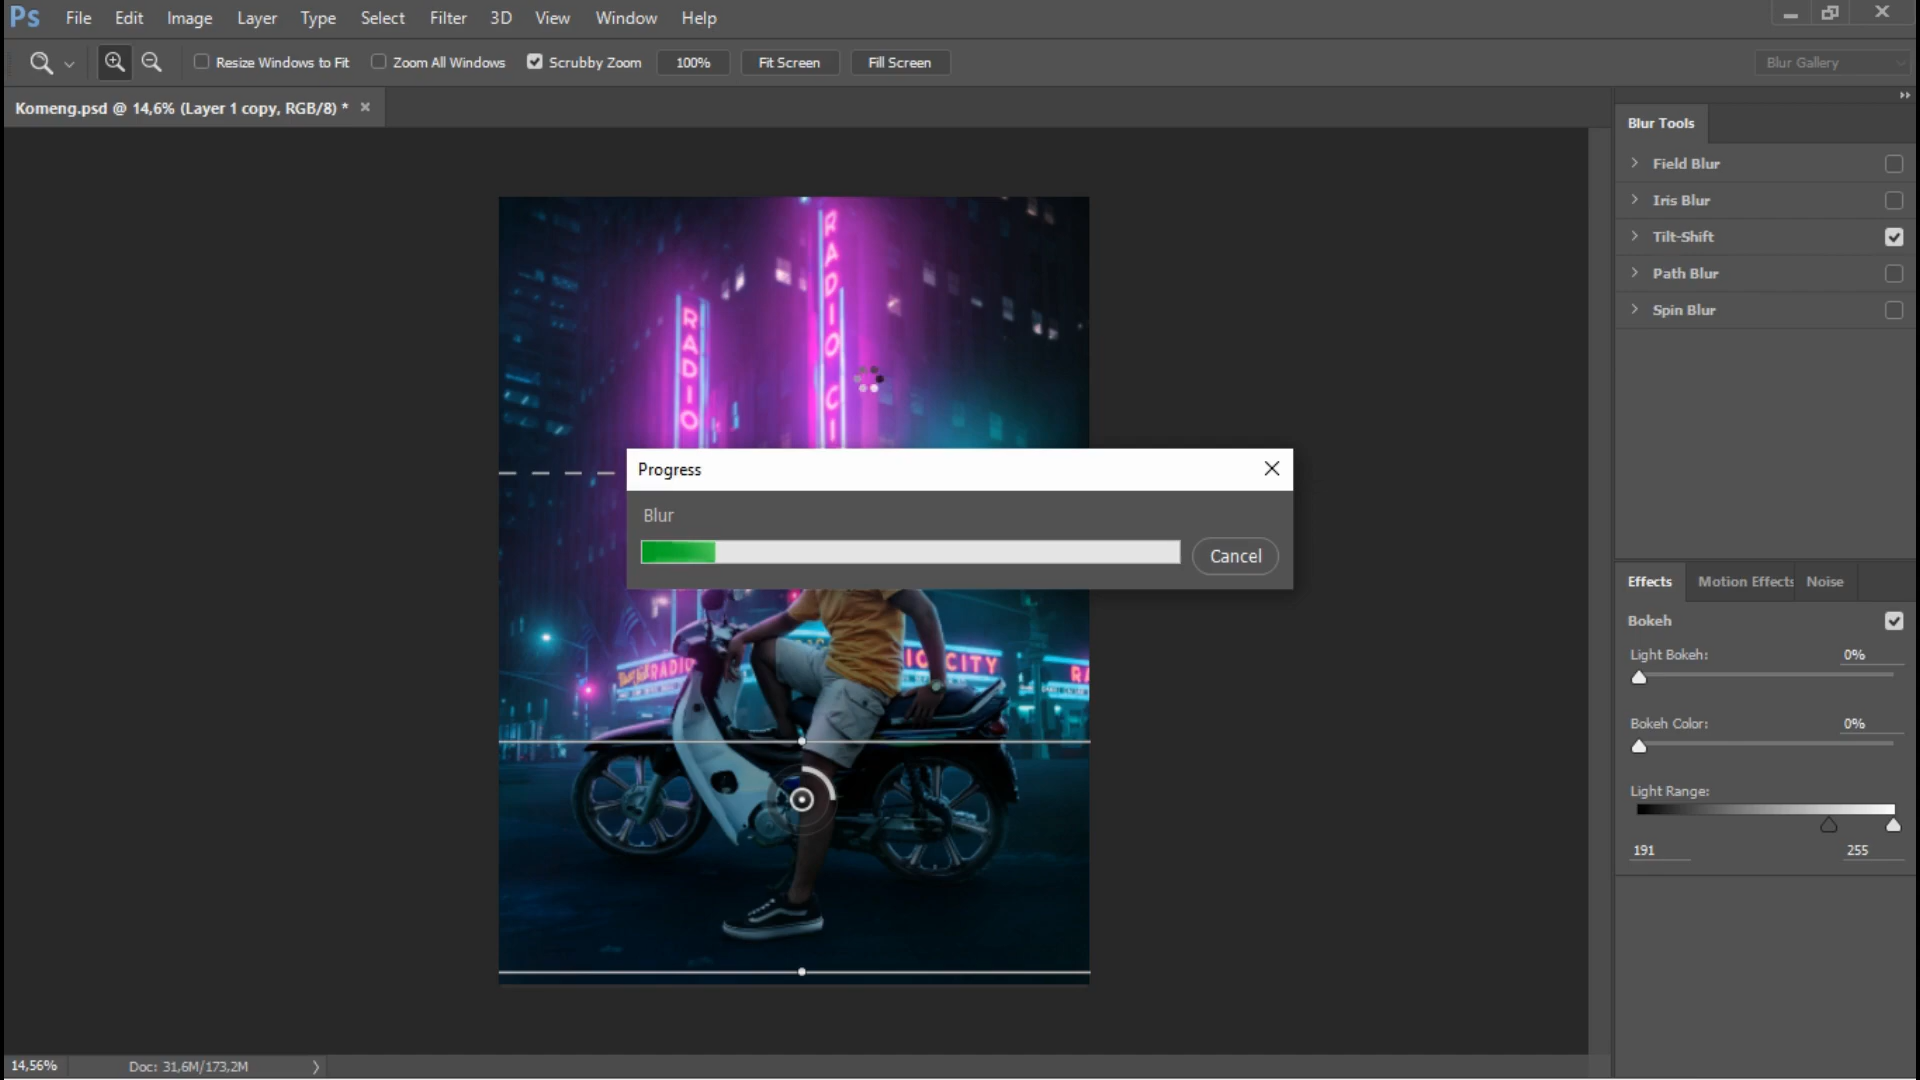 Ps File Edit Image Layer Type Select Filter 3D View Window Help
Resize Windows to Fit Zoom All Windows Scrubby Zoom 100% Fit Screen Fill Screen Blur Gallery
Komeng.psd @ 14,6% (Layer 1 copy, RGB/8) * ×
Blur Tools
Field Blur
Iris Blur
Tilt-Shift
Path Blur
Spin Blur
RADIO
RADIO CI
Progress
Blur
Cancel
RADIO
IO CITY
RA
Effects Motion Effects Noise
Bokeh
Light Bokeh: 0%
Bokeh Color: 0%
Light Range:
191 255
14,56% Doc: 31,6M/173,2M